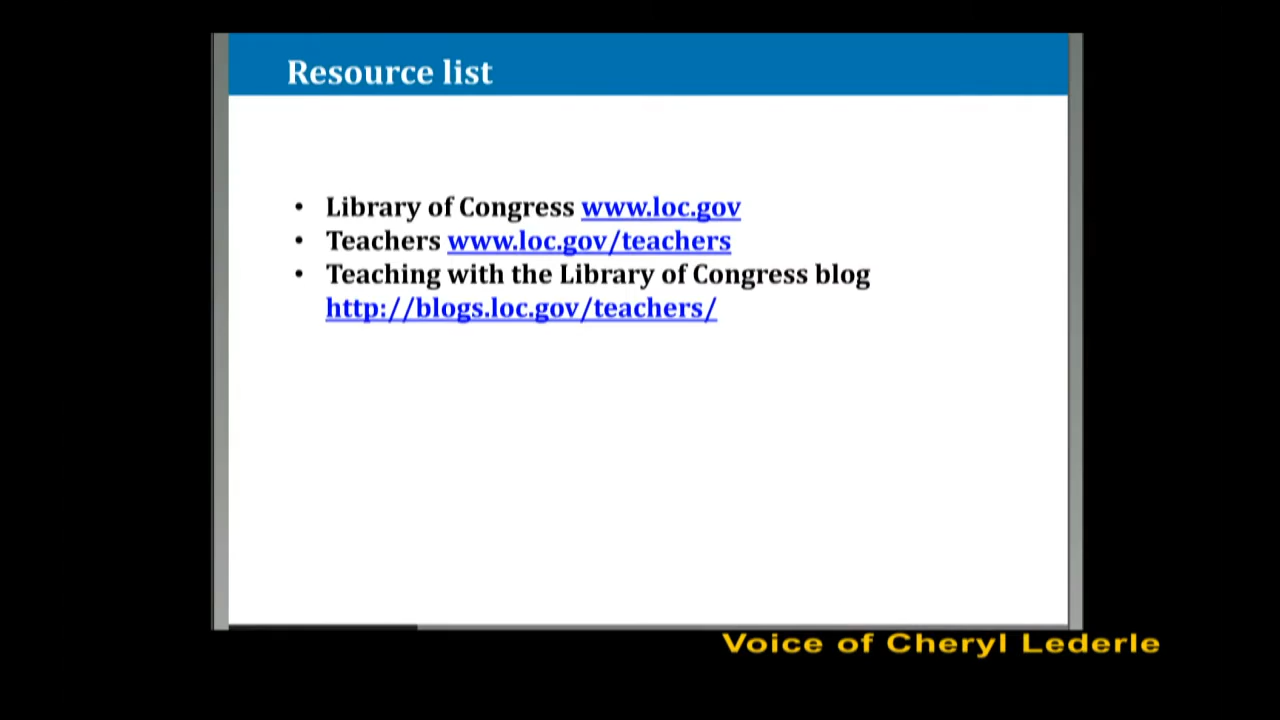 Resource list
• Library of Congress www.loc.gov
• Teachers www.loc.gov/teachers
• Teaching with the Library of Congress blog
http://blogs.loc.gov/teachers/
Voice of Cheryl Lederle